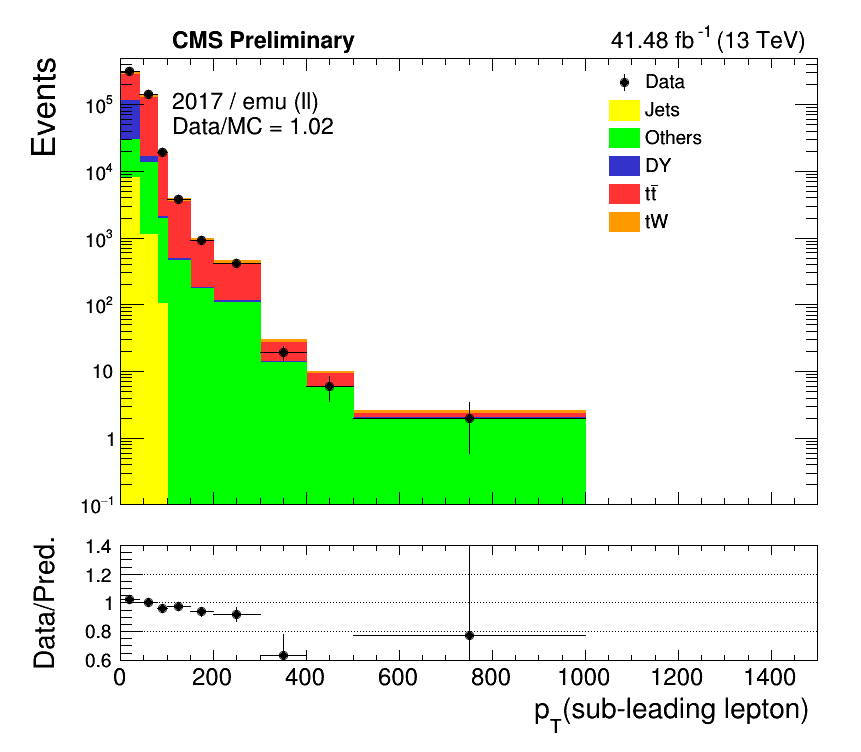 CMS Preliminary
41.48 fb⁻¹ (13 TeV)
Events
2017 / emu (ll)
Data/MC = 1.02
Data
Jets
Others
DY
tt̄
tW
10⁵
10⁴
10³
10²
10
1
10⁻¹
Data/Pred.
1.4
1.2
1
0.8
0.6
0 200 400 600 800 1000 1200 1400
p_T(sub-leading lepton)